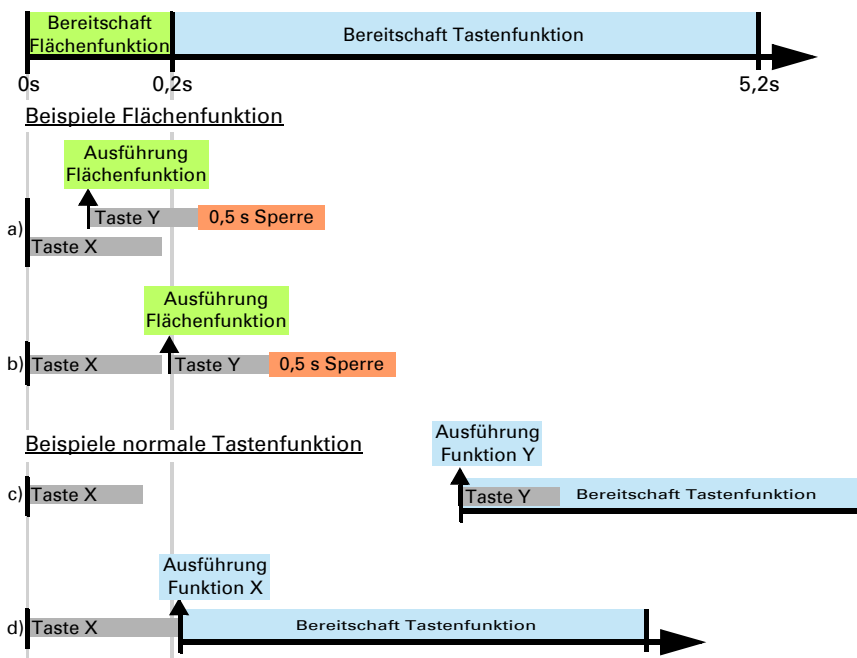 Bereitschaft
Flächenfunktion
Bereitschaft Tastenfunktion
0s
0,2s
5,2s
Beispiele Flächenfunktion
Ausführung
Flächenfunktion
a)
Taste Y
0,5 s Sperre
Taste X
Ausführung
Flächenfunktion
b)
Taste X
Taste Y
0,5 s Sperre
Beispiele normale Tastenfunktion
Ausführung
Funktion Y
c)
Taste X
Taste Y
Bereitschaft Tastenfunktion
Ausführung
Funktion X
d)
Taste X
Bereitschaft Tastenfunktion